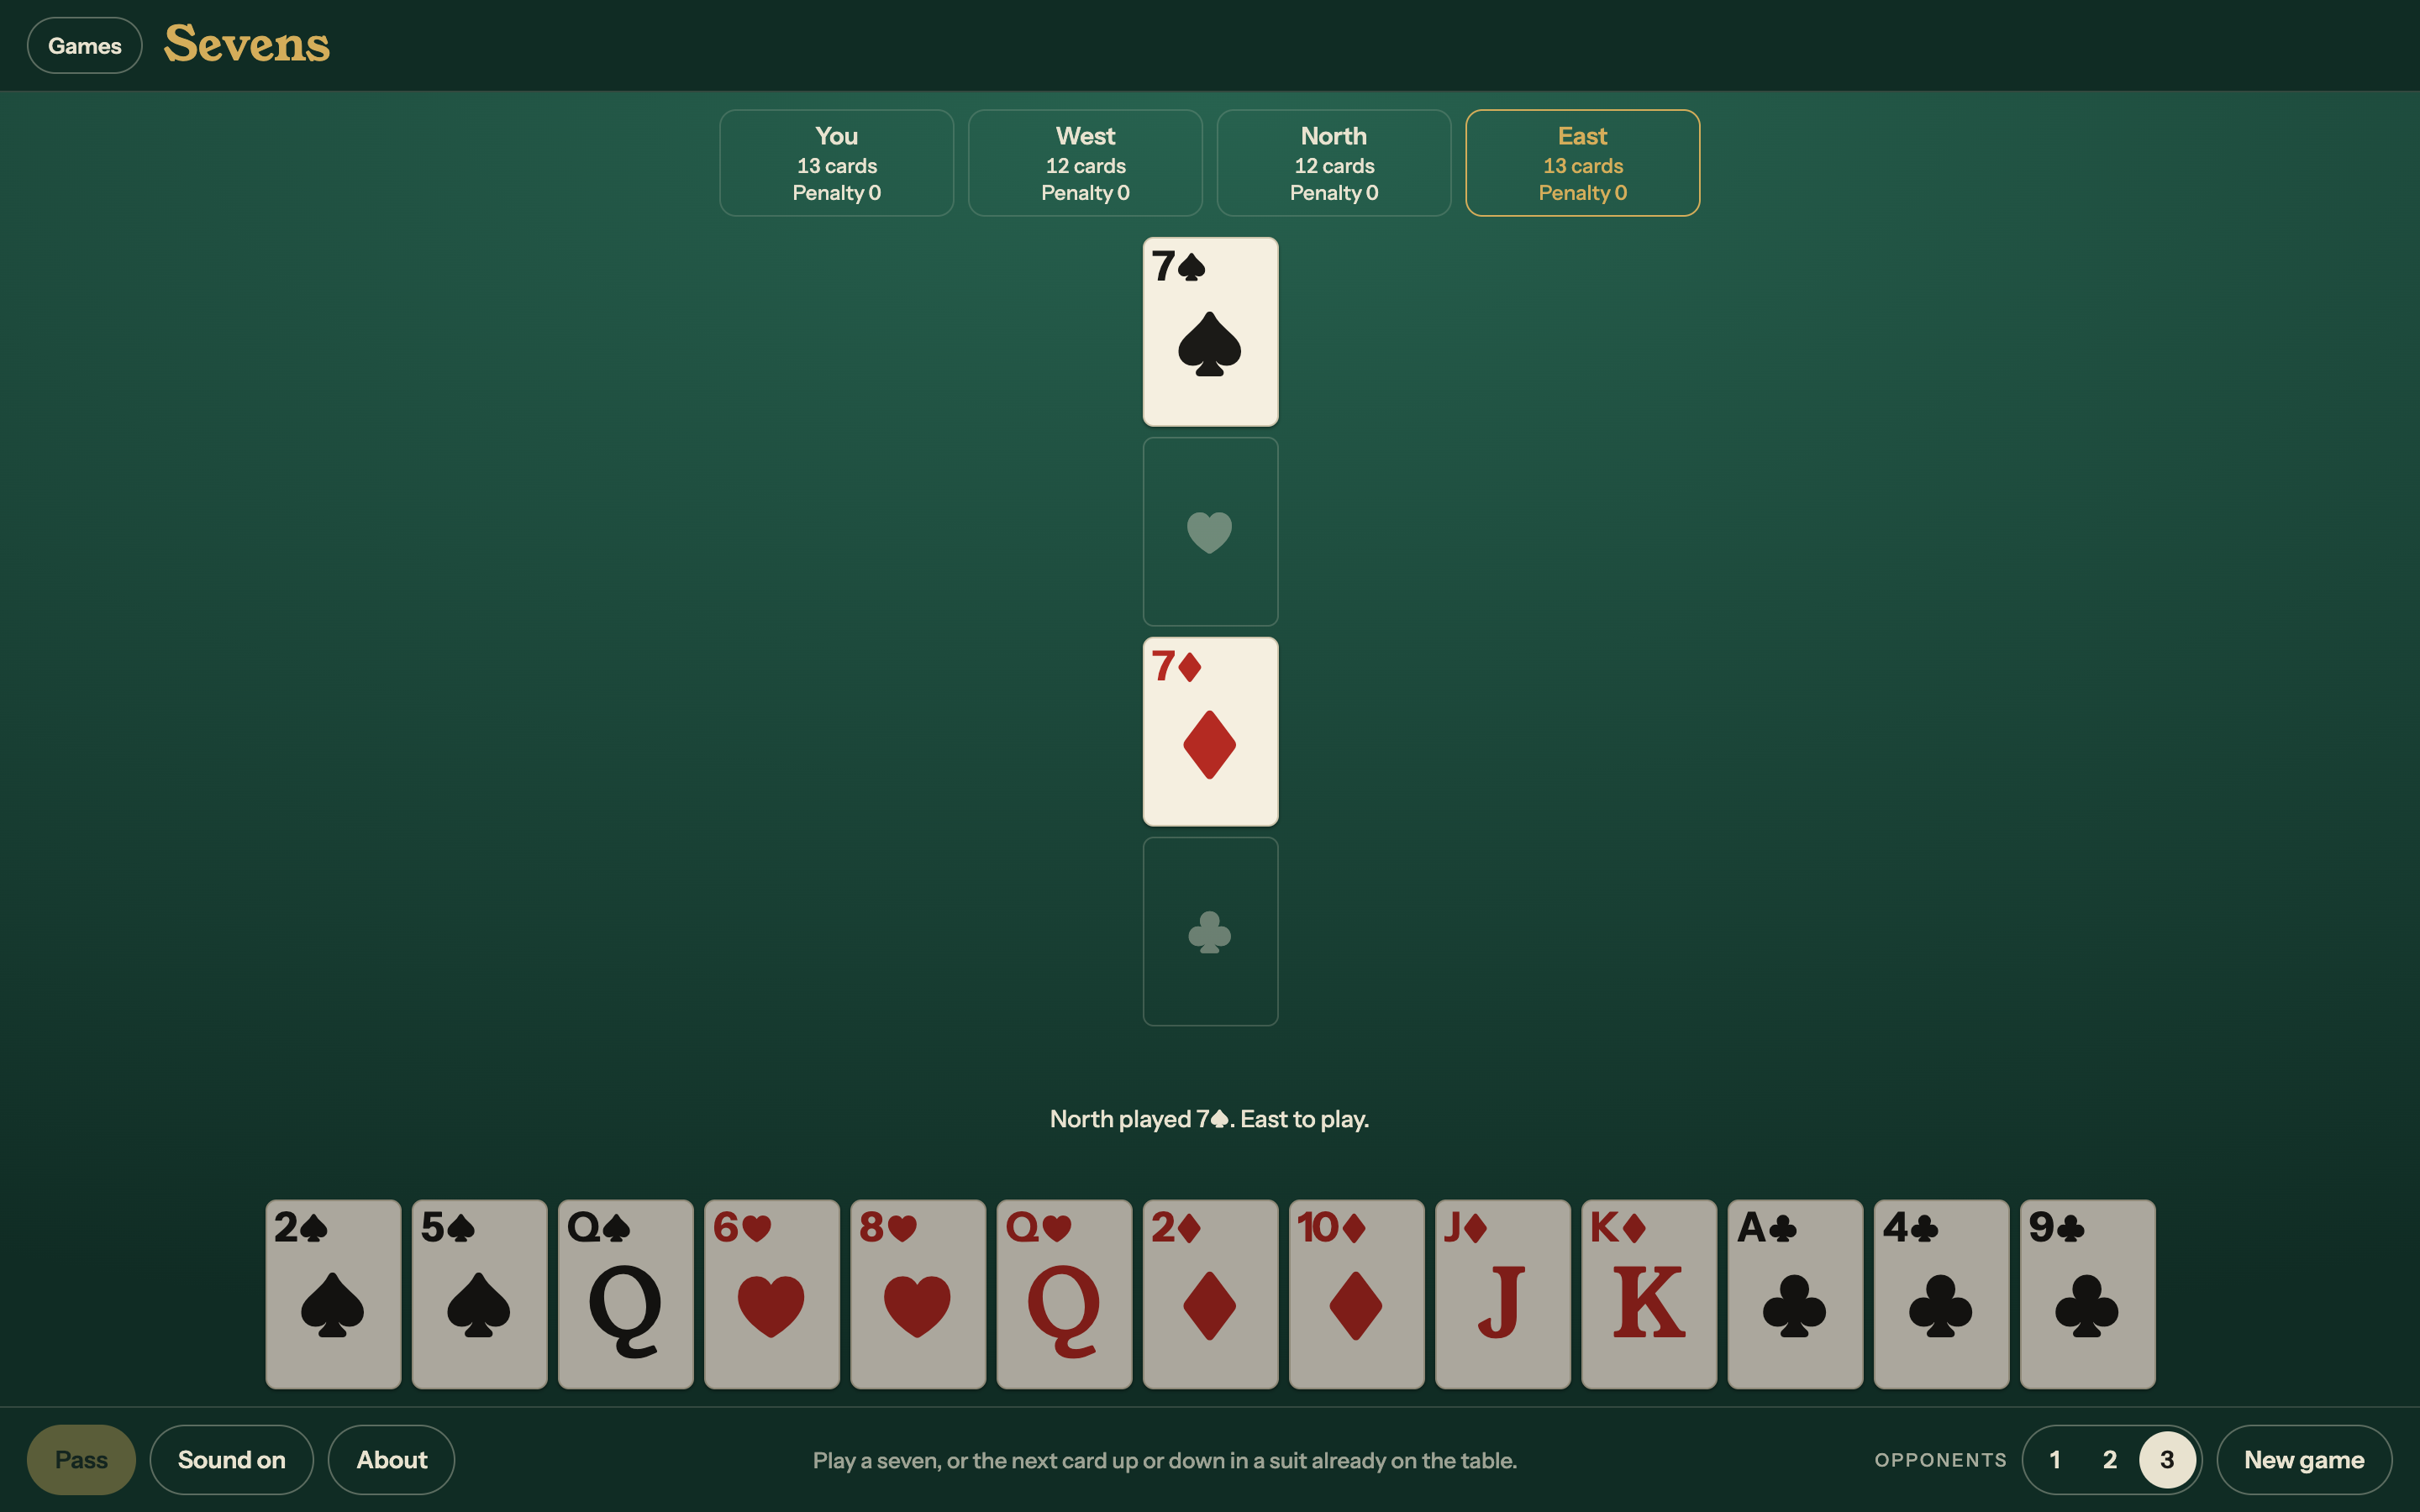 Games
Sevens
You
13 cards
Penalty 0
West
12 cards
Penalty 0
North
12 cards
Penalty 0
East
13 cards
Penalty 0
7♠
7♦
North played 7♠. East to play.
2♠ 5♠ Q♠ 6♥ 8♥ Q♥ 2♦ 10♦ J♦ K♦ A♣ 4♣ 9♣
Q Q J K
Pass
Sound on
About
Play a seven, or the next card up or down in a suit already on the table.
OPPONENTS 1 2 3
New game